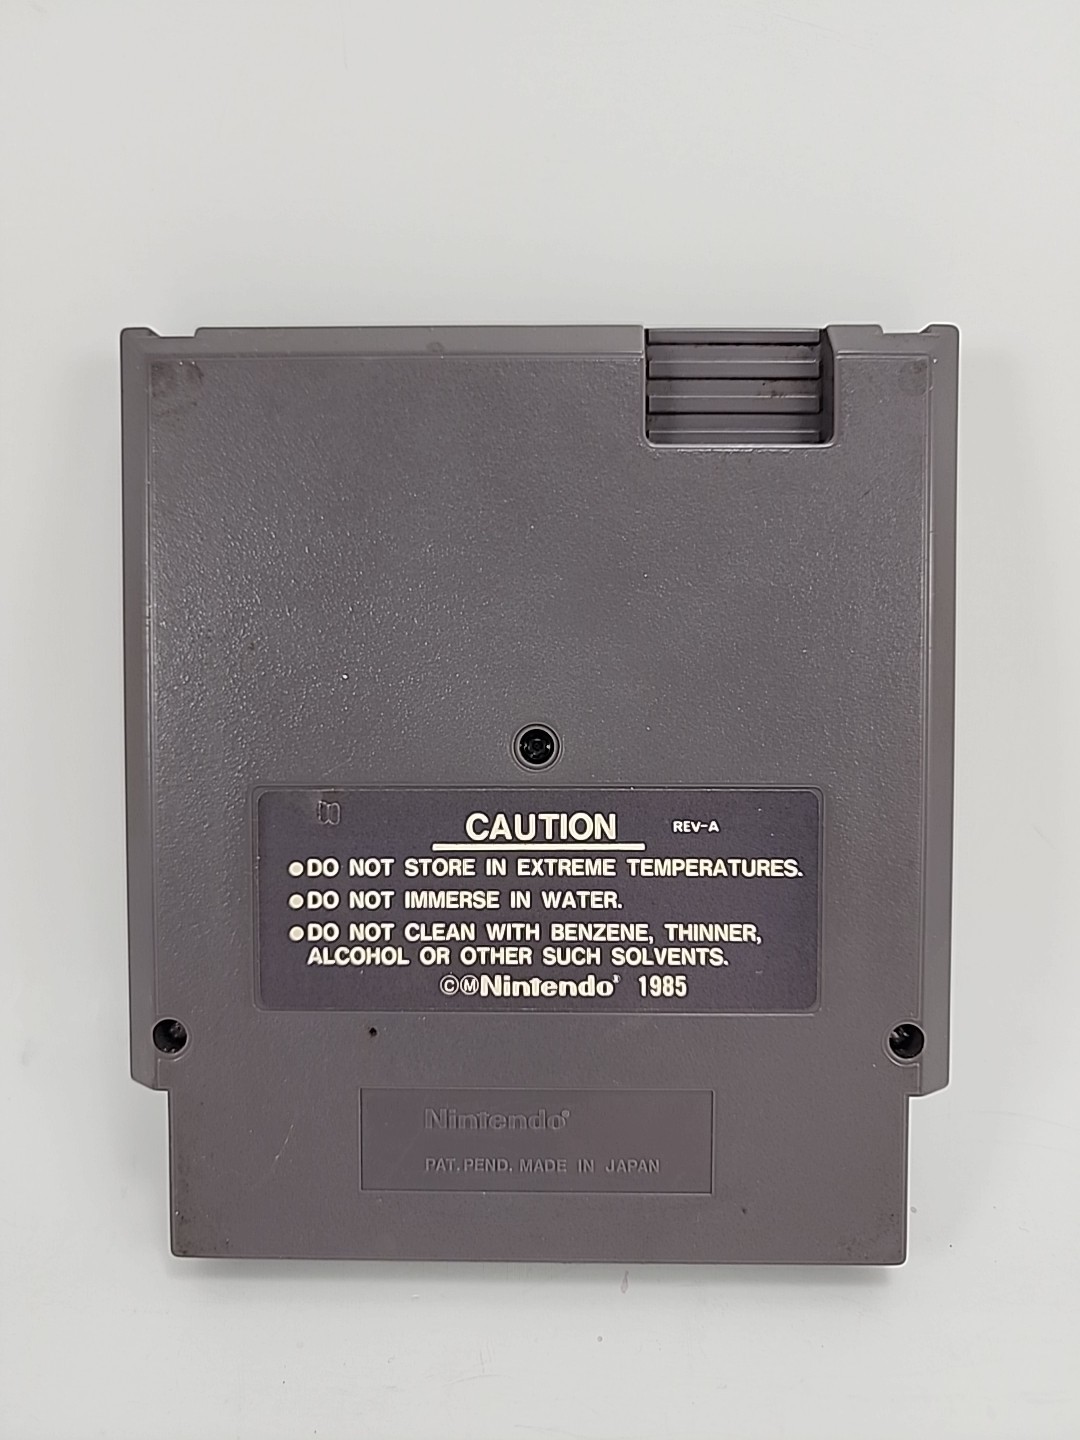 CAUTION REV-A
●DO NOT STORE IN EXTREME TEMPERATURES.
●DO NOT IMMERSE IN WATER.
●DO NOT CLEAN WITH BENZENE, THINNER,
ALCOHOL OR OTHER SUCH SOLVENTS.
©ⓂNintendo® 1985
Nintendo®
PAT. PEND. MADE IN JAPAN